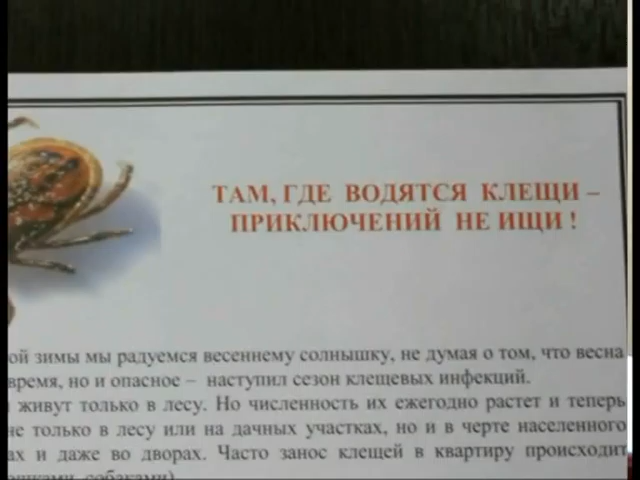 ТАМ, ГДЕ ВОДЯТСЯ КЛЕЩИ –
ПРИКЛЮЧЕНИЙ НЕ ИЩИ !
ой зимы мы радуемся весеннему солнышку, не думая о том, что весна
время, но и опасное – наступил сезон клещевых инфекций.
живут только в лесу. Но численность их ежегодно растет и теперь
не только в лесу или на дачных участках, но и в черте населенного
ах и даже во дворах. Часто занос клещей в квартиру происходит
собаками)